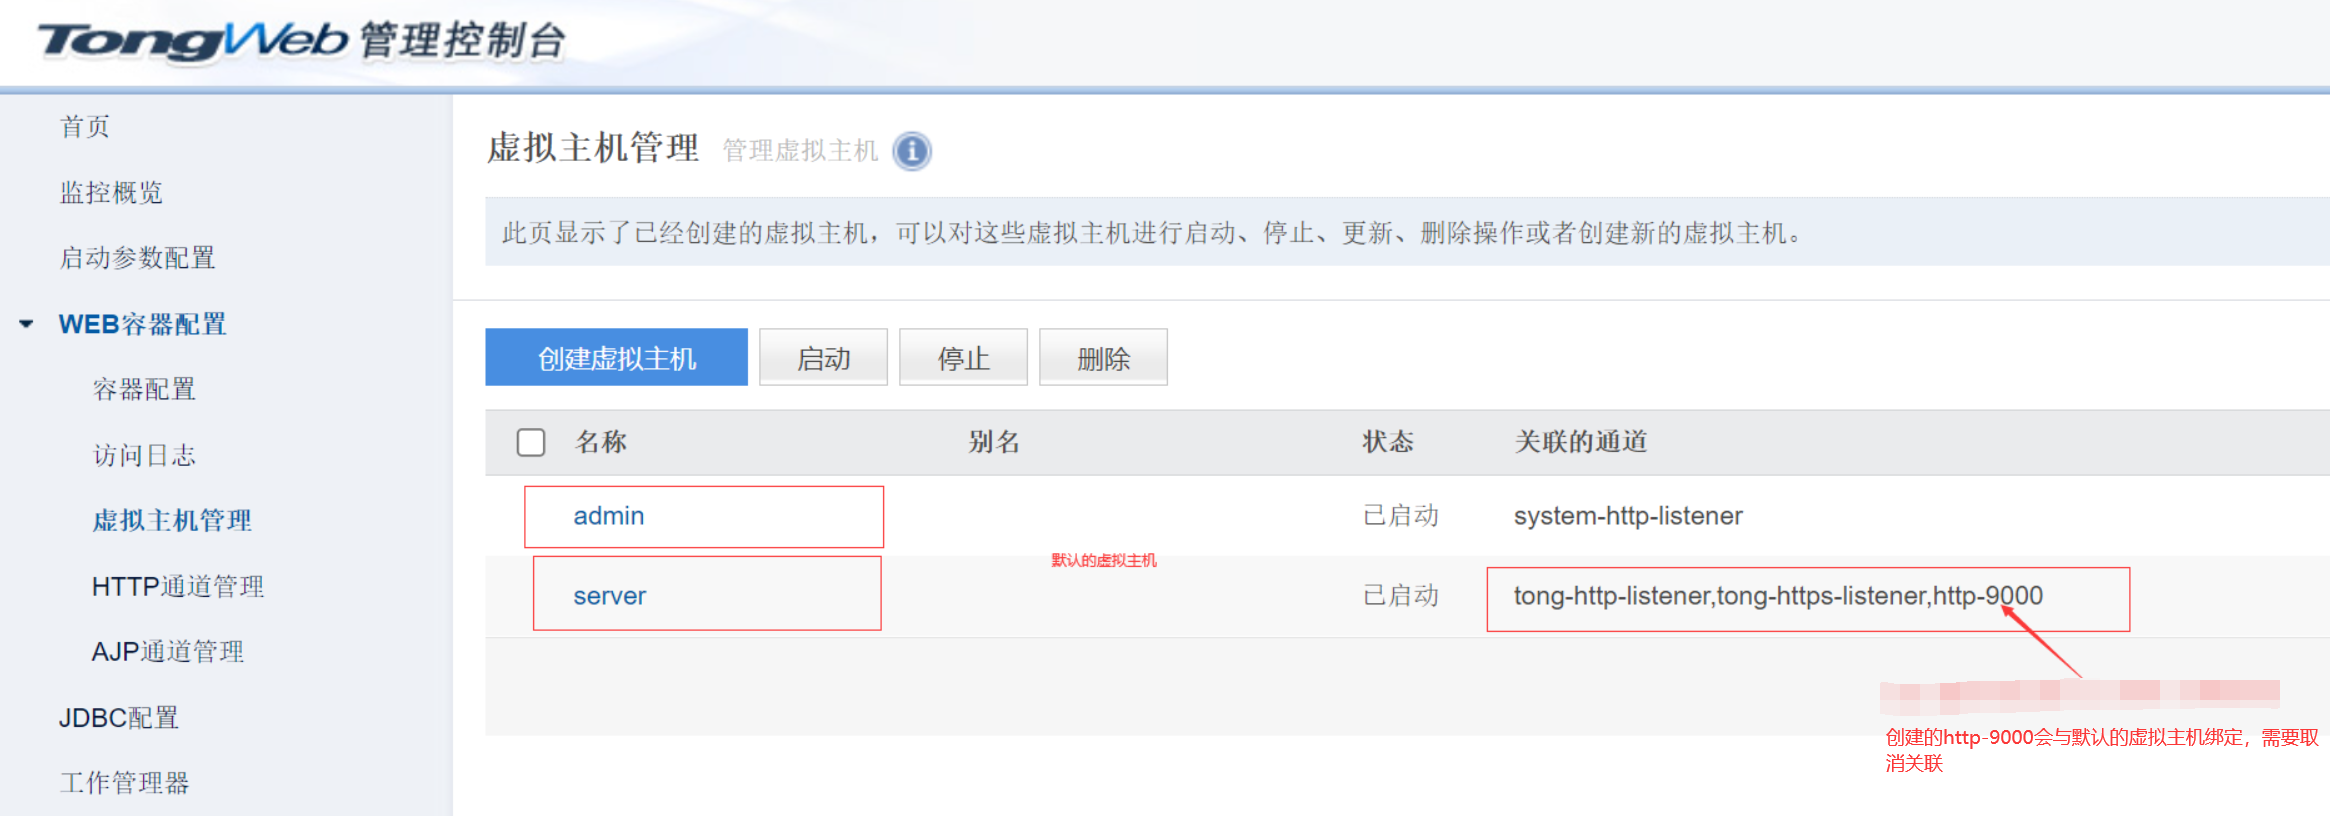 TongWeb 管理控制台
首页
监控概览
启动参数配置
WEB容器配置
容器配置
访问日志
虚拟主机管理
HTTP通道管理
AJP通道管理
JDBC配置
工作管理器
虚拟主机管理 管理虚拟主机
此页显示了已经创建的虚拟主机，可以对这些虚拟主机进行启动、停止、更新、删除操作或者创建新的虚拟主机。
创建虚拟主机 启动 停止 删除
名称 别名 状态 关联的通道
admin 已启动 system-http-listener
默认的虚拟主机
server 已启动 tong-http-listener,tong-https-listener,http-9000
创建的http-9000会与默认的虚拟主机绑定，需要取
消关联